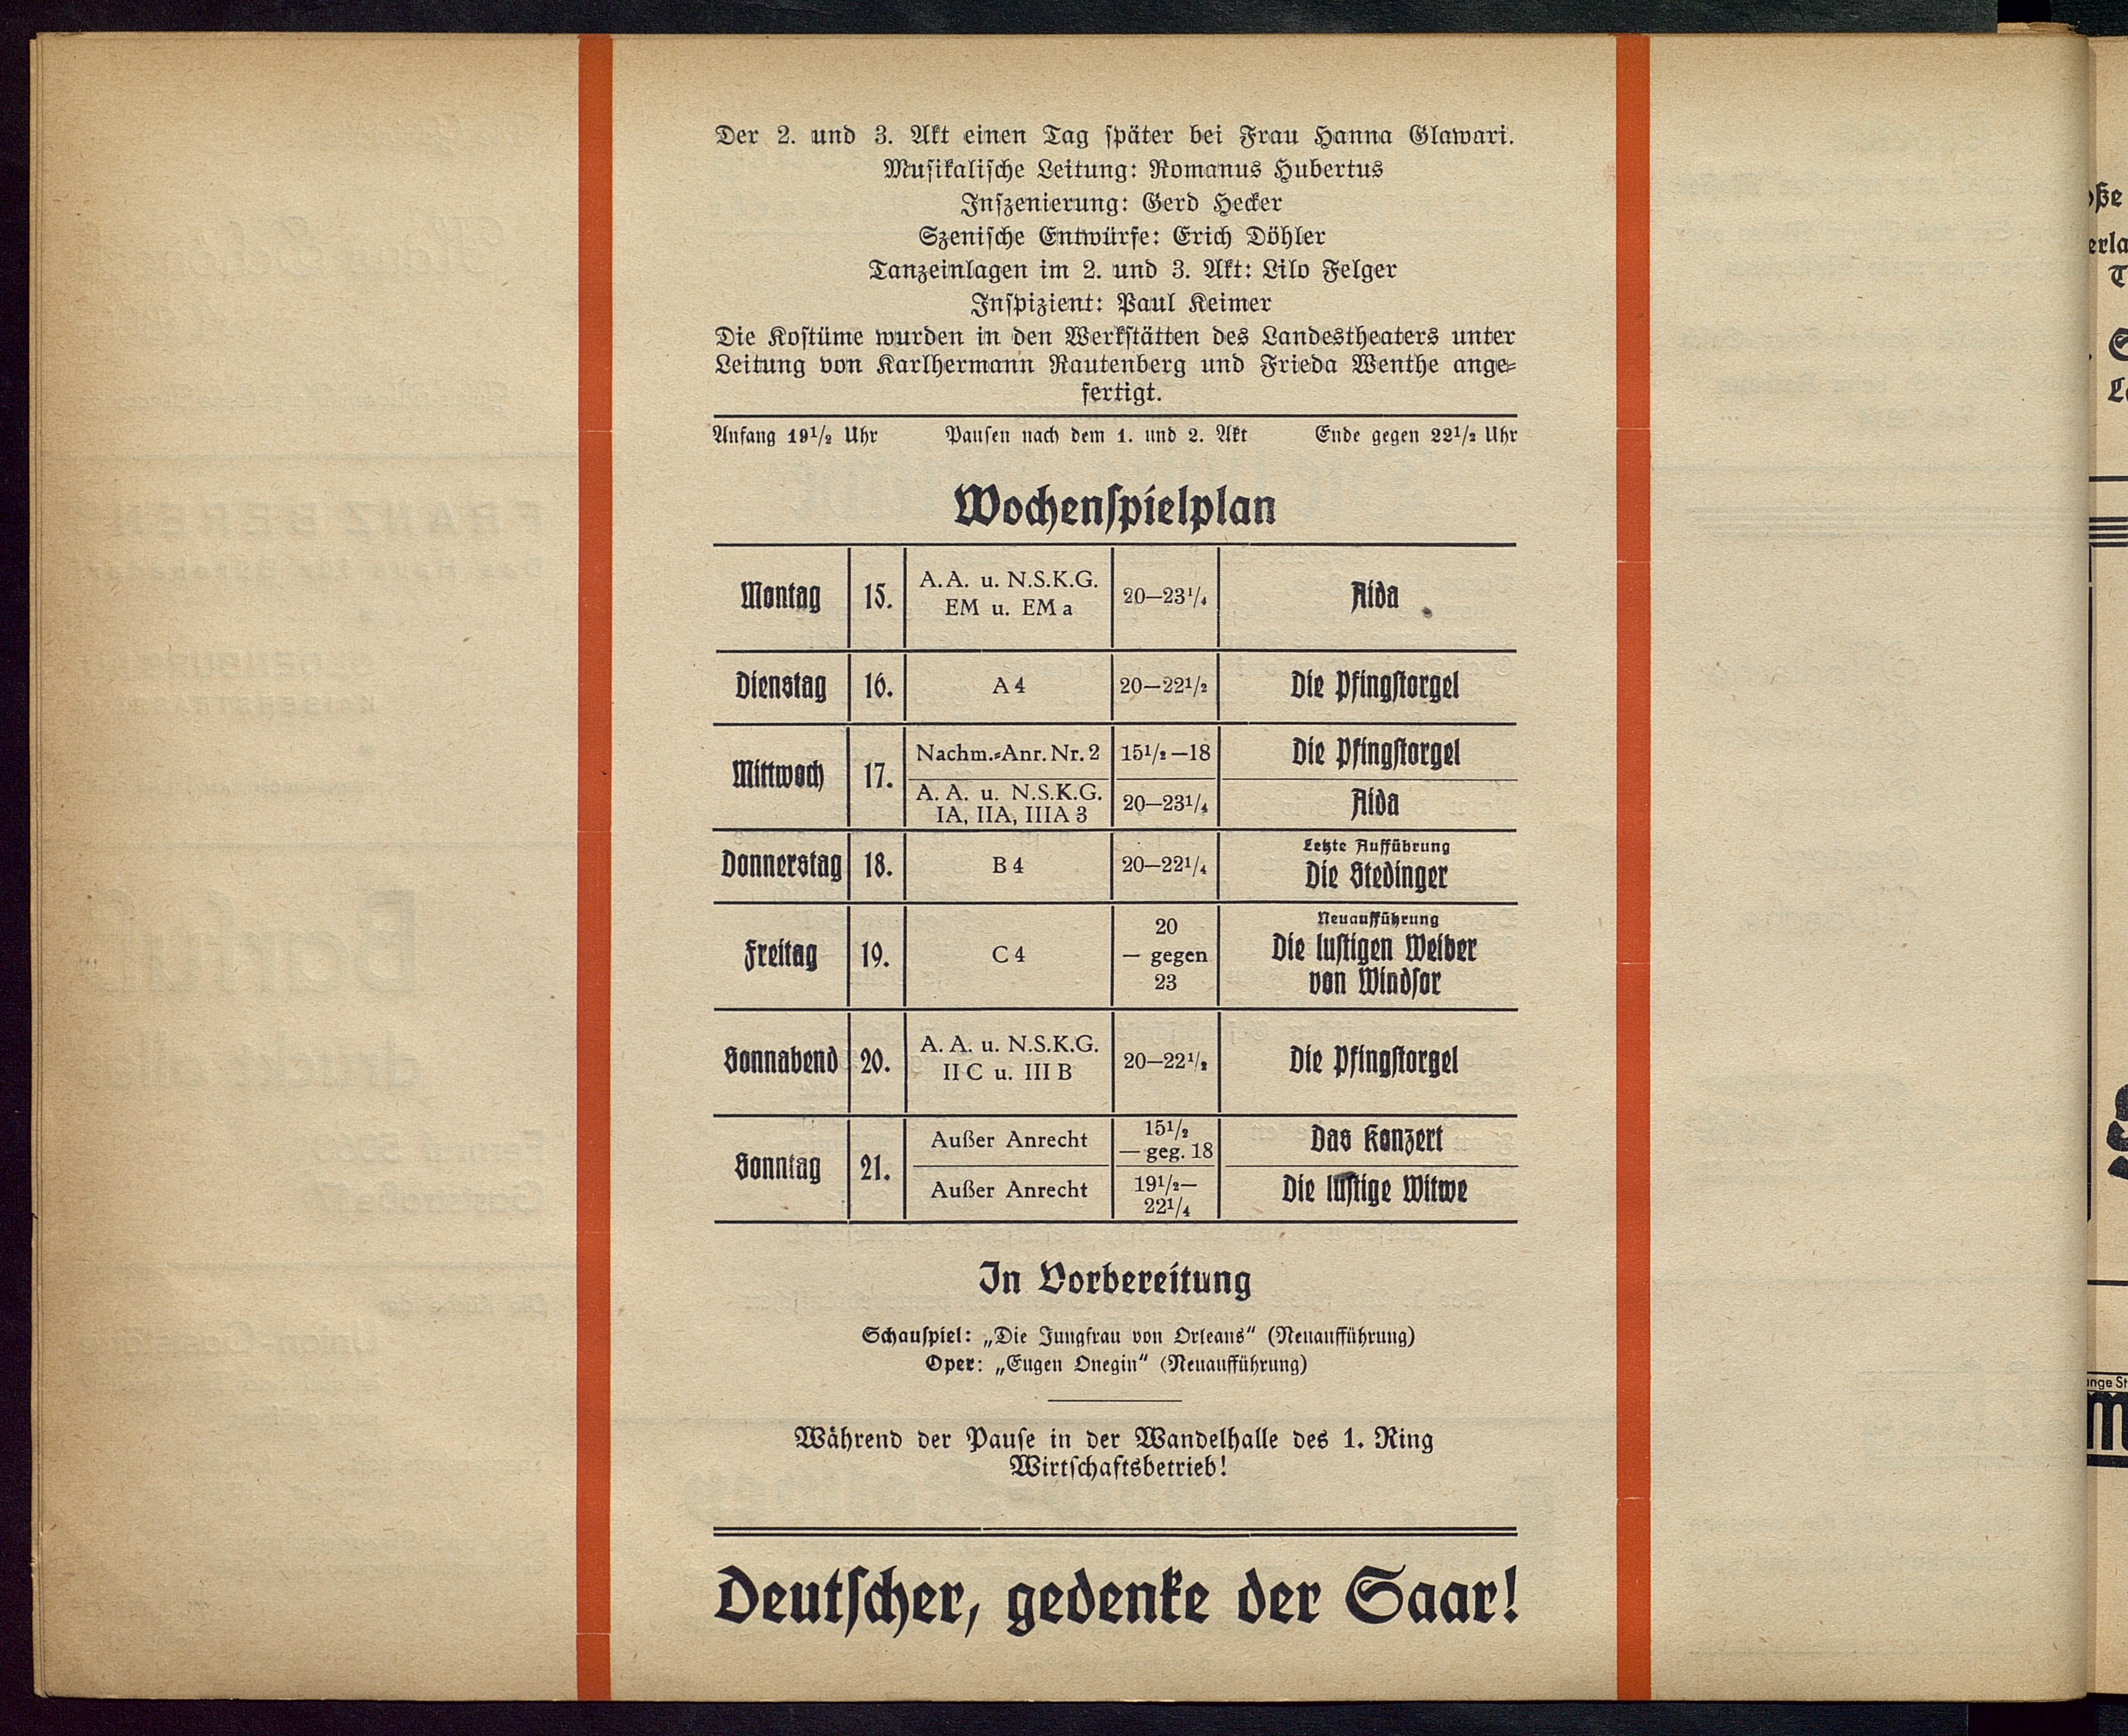 Der 2. und 3. Akt einen Tag später bei Frau Hanna Glawari.
Musikalische Leitung: Romanus Hubertus
Inszenierung: Gerd Hecker
Szenische Entwürfe: Erich Döhler
Tanzeinlagen im 2. und 3. Akt: Lilo Felger
Inspizient: Paul Keimer
Die Kostüme wurden in den Werkstätten des Landestheaters unter
Leitung von Karlhermann Rautenberg und Frieda Wenthe ange-
fertigt.
Anfang 19½ Uhr Pausen nach dem 1. und 2. Akt Ende gegen 22½ Uhr
Wochenspielplan
Montag 15. A.A. u. N.S.K.G. EM u. EM a 20—23¼ Aida
Dienstag 16. A 4 20—22½ Die Pfingstorgel
Mittwoch 17. Nachm.-Anr. Nr. 2 15½—18 Die Pfingstorgel
A. A. u. N.S.K.G. IA, IIA, IIIA 3 20—23¼ Aida
Donnerstag 18. B 4 20—22¼ Letzte Aufführung Die Stedinger
Freitag 19. C 4 20 — gegen 23 Neuaufführung Die lustigen Weiber von Windsor
Sonnabend 20. A. A. u. N.S.K.G. II C u. III B 20—22½ Die Pfingstorgel
Sonntag 21. Außer Anrecht 15½ — geg. 18 Das Konzert
Außer Anrecht 19½—22¼ Die lustige Witwe
In Vorbereitung
Schauspiel: „Die Jungfrau von Orleans“ (Neuaufführung)
Oper: „Eugen Onegin“ (Neuaufführung)
Während der Pause in der Wandelhalle des 1. Ring
Wirtschaftsbetrieb!
Deutscher, gedenke der Saar!